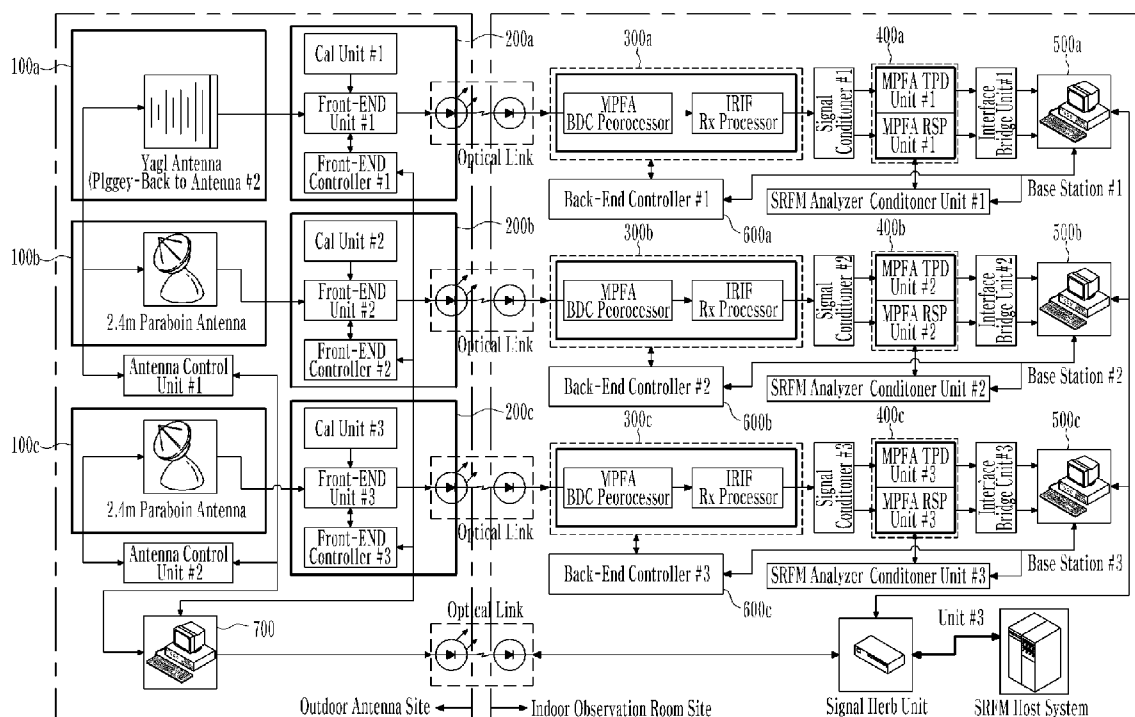 100a
Yagl Antenna
(Plggey-Back to Antenna #2
200a
Cal Unit #1
Front-END
Unit #1
Front-END
Controller #1
Optical Link
300a
MPFA
BDC Peorocessor
IRIF
Rx Processor
Signal
Conditioner #1
400a
MPFA TPD
Unit #1
MPFA RSP
Unit #1
Interface
Bridge Unit#1
500a
Back-End Controller #1
600a
SRFM Analyzer Conditoner Unit #1
Base Station #1
100b
2.4m Paraboin Antenna
Antenna Control
Unit #1
200b
Cal Unit #2
Front-END
Unit #2
Front-END
Controller #2
Optical Link
300b
MPFA
BDC Peorocessor
IRIF
Rx Processor
Signal
Conditioner #2
400b
MPFA TPD
Unit #2
MPFA RSP
Unit #2
Interface
Bridge Unit#2
500b
Back-End Controller #2
600b
SRFM Analyzer Conditoner Unit #2
Base Station #2
100c
2.4m Paraboin Antenna
Antenna Control
Unit #2
200c
Cal Unit #3
Front-END
Unit #3
Front-END
Controller #3
Optical Link
300c
MPFA
BDC Peorocessor
IRIF
Rx Processor
Signal
Conditioner #3
400c
MPFA TPD
Unit #3
MPFA RSP
Unit #3
Interface
Bridge Unit#3
500c
Back-End Controller #3
600c
SRFM Analyzer Conditoner Unit #3
Base Station #3
700
Optical Link
Unit #3
Signal Herb Unit
SRFM Host System
Outdoor Antenna Site
Indoor Observation Room Site